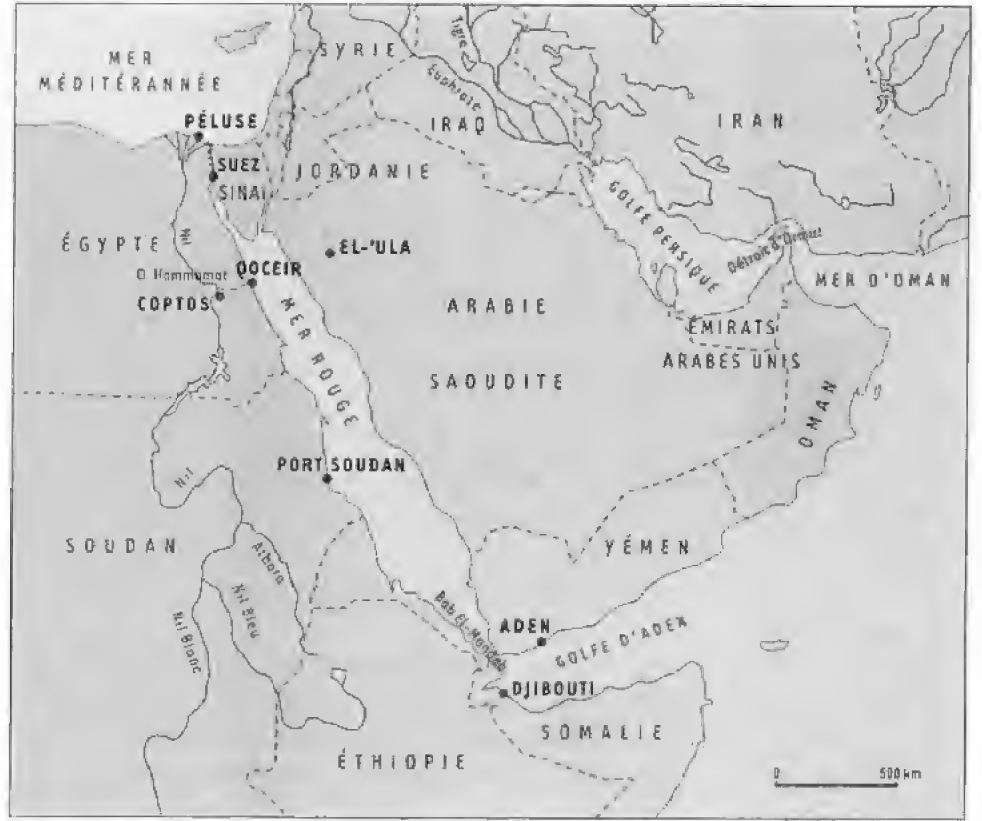 MER
MÉDITÉRANNÉE
SYRIE
Tigre
Euphrate
IRAQ
IRAN
PÉLUSE
SUEZ
SINAÏ
JORDANIE
GOLFE PERSIQUE
Détroit d'Ormuz
ÉGYPTE
Nil
EL-'ULA
O. Hammamat
QOCEIR
COPTOS
MER D'OMAN
MER ROUGE
ARABIE
SAOUDITE
ÉMIRATS
ARABES UNIS
OMAN
PORT SOUDAN
Nil
SOUDAN
Atbara
Nil Bleu
Nil Blanc
YÉMEN
Bab El-Mandeb
ADEN
GOLFE D'ADEN
DJIBOUTI
SOMALIE
ÉTHIOPIE
0 500 km